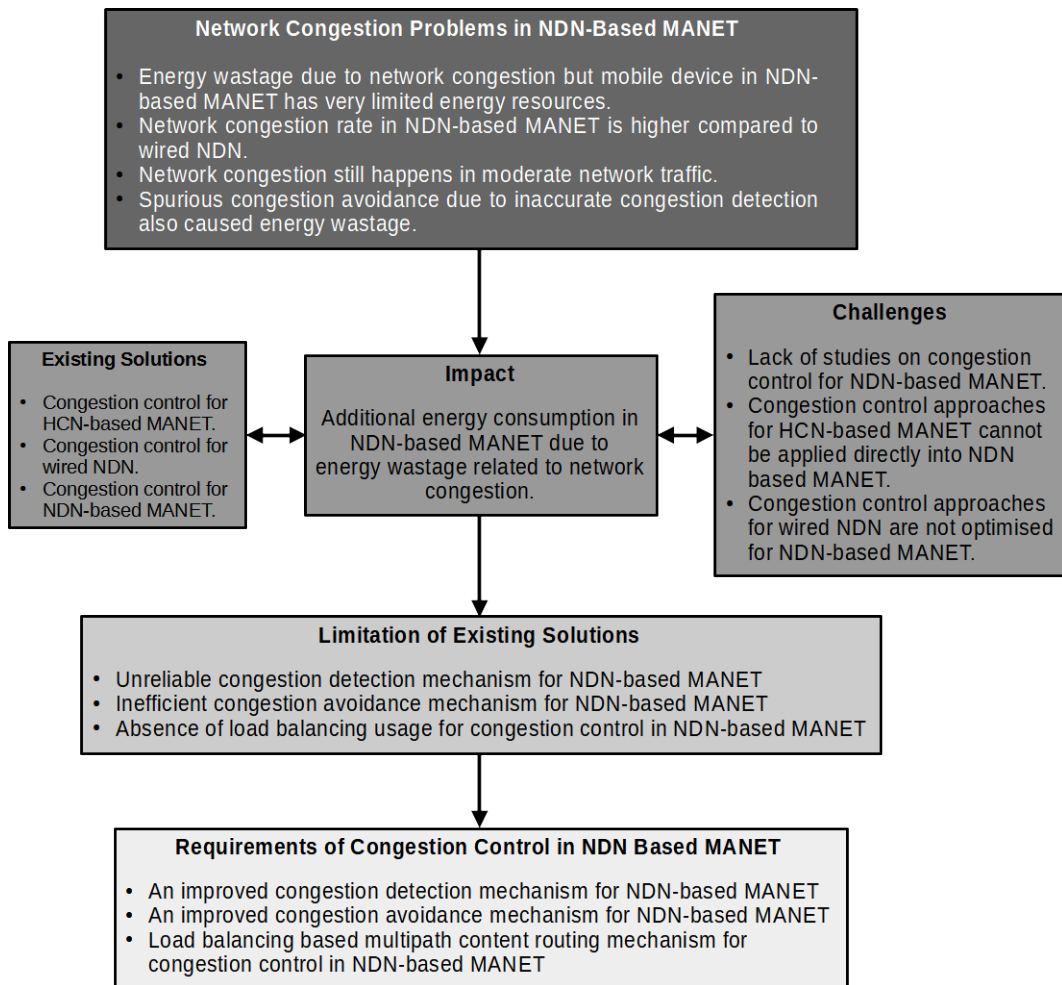 Network Congestion Problems in NDN-Based MANET
• Energy wastage due to network congestion but mobile device in NDN-
based MANET has very limited energy resources.
• Network congestion rate in NDN-based MANET is higher compared to
wired NDN.
• Network congestion still happens in moderate network traffic.
• Spurious congestion avoidance due to inaccurate congestion detection
also caused energy wastage.
Existing Solutions
• Congestion control for
HCN-based MANET.
• Congestion control for
wired NDN.
• Congestion control for
NDN-based MANET.
Impact
Additional energy consumption in
NDN-based MANET due to
energy wastage related to network
congestion.
Challenges
• Lack of studies on congestion
control for NDN-based MANET.
• Congestion control approaches
for HCN-based MANET cannot
be applied directly into NDN
based MANET.
• Congestion control approaches
for wired NDN are not optimised
for NDN-based MANET.
Limitation of Existing Solutions
• Unreliable congestion detection mechanism for NDN-based MANET
• Inefficient congestion avoidance mechanism for NDN-based MANET
• Absence of load balancing usage for congestion control in NDN-based MANET
Requirements of Congestion Control in NDN Based MANET
• An improved congestion detection mechanism for NDN-based MANET
• An improved congestion avoidance mechanism for NDN-based MANET
• Load balancing based multipath content routing mechanism for
congestion control in NDN-based MANET